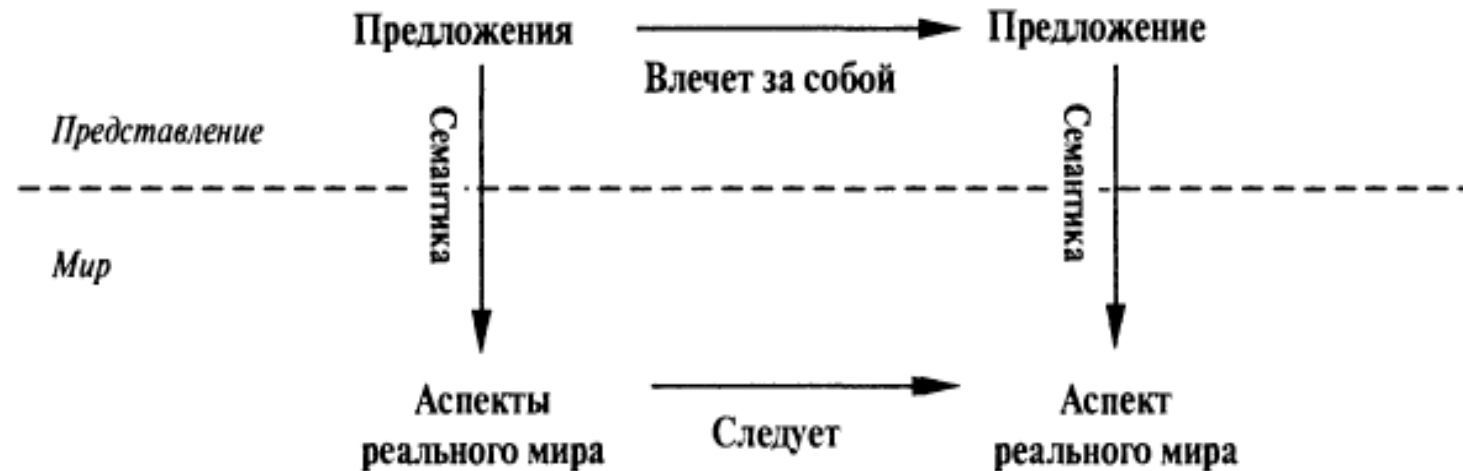 Предложения
Предложение
Влечет за собой
Представление
Семантика
Семантика
Мир
Аспекты
реального мира
Следует
Аспект
реального мира